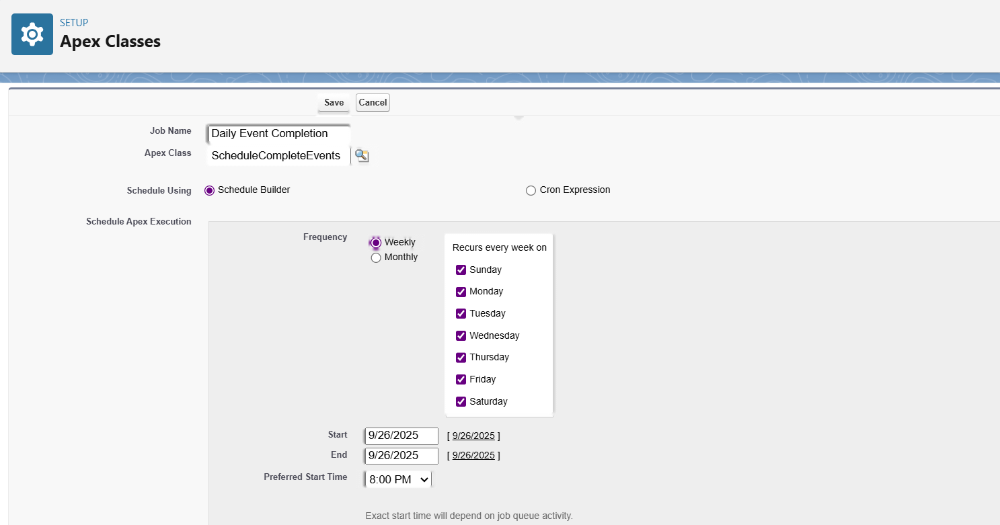 SETUP
Apex Classes
Save Cancel
Job Name Daily Event Completion
Apex Class ScheduleCompleteEvents
Schedule Using Schedule Builder Cron Expression
Schedule Apex Execution
Frequency Weekly
Monthly
Recurs every week on
Sunday
Monday
Tuesday
Wednesday
Thursday
Friday
Saturday
Start 9/26/2025 [ 9/26/2025 ]
End 9/26/2025 [ 9/26/2025 ]
Preferred Start Time 8:00 PM
Exact start time will depend on job queue activity.